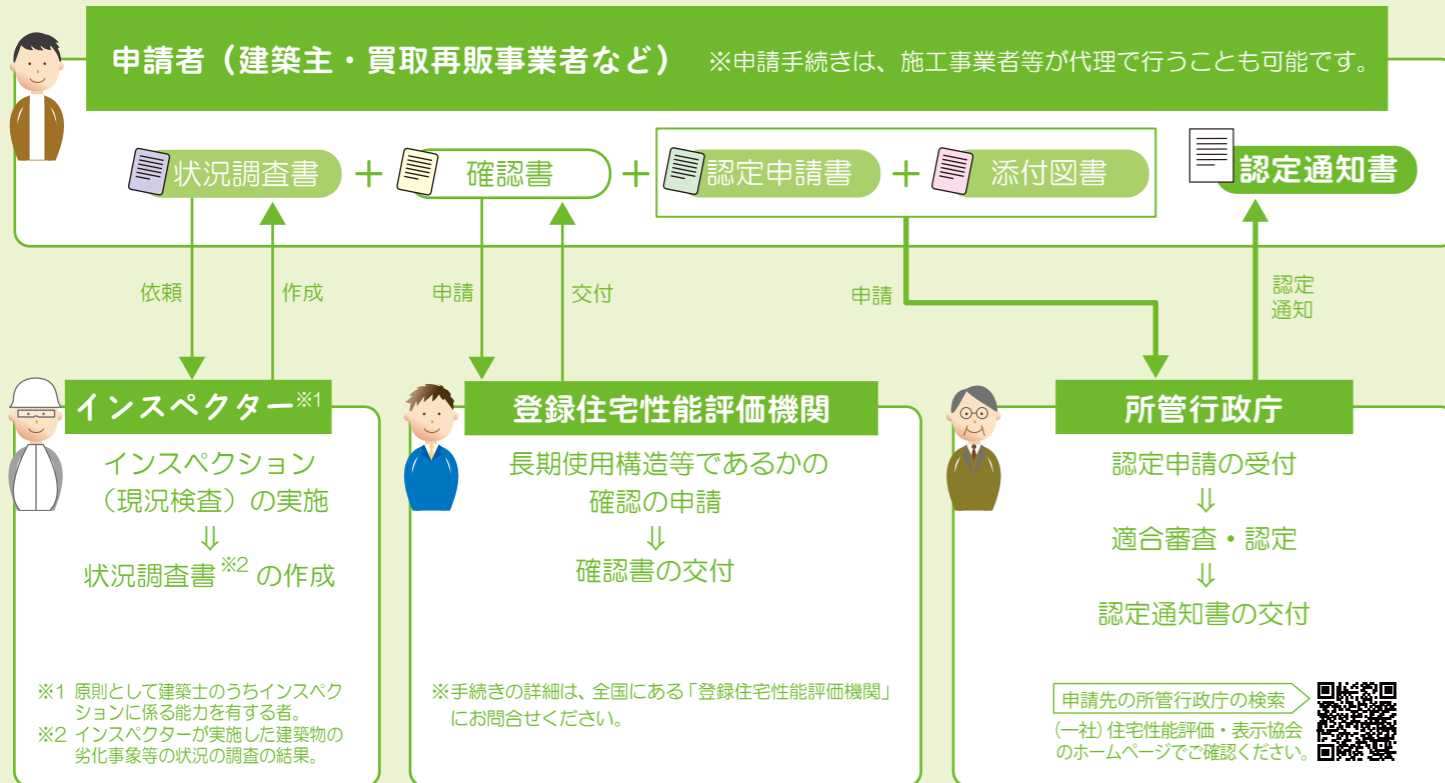 申請者（建築主・買取再販事業者など）　※申請手続きは、施工事業者等が代理で行うことも可能です。
状況調査書 + 確認書 + 認定申請書 + 添付図書
認定通知書
依頼
作成
申請
交付
申請
認定
通知
インスペクター※1
インスペクション
（現況検査）の実施
⇓
状況調査書※2 の作成
※1 原則として建築士のうちインスペク
ションに係る能力を有する者。
※2 インスペクターが実施した建築物の
劣化事象等の状況の調査の結果。
登録住宅性能評価機関
長期使用構造等であるかの
確認の申請
⇓
確認書の交付
※手続きの詳細は、全国にある「登録住宅性能評価機関」
にお問合せください。
所管行政庁
認定申請の受付
⇓
適合審査・認定
⇓
認定通知書の交付
申請先の所管行政庁の検索
(一社) 住宅性能評価・表示協会
のホームページでご確認ください。